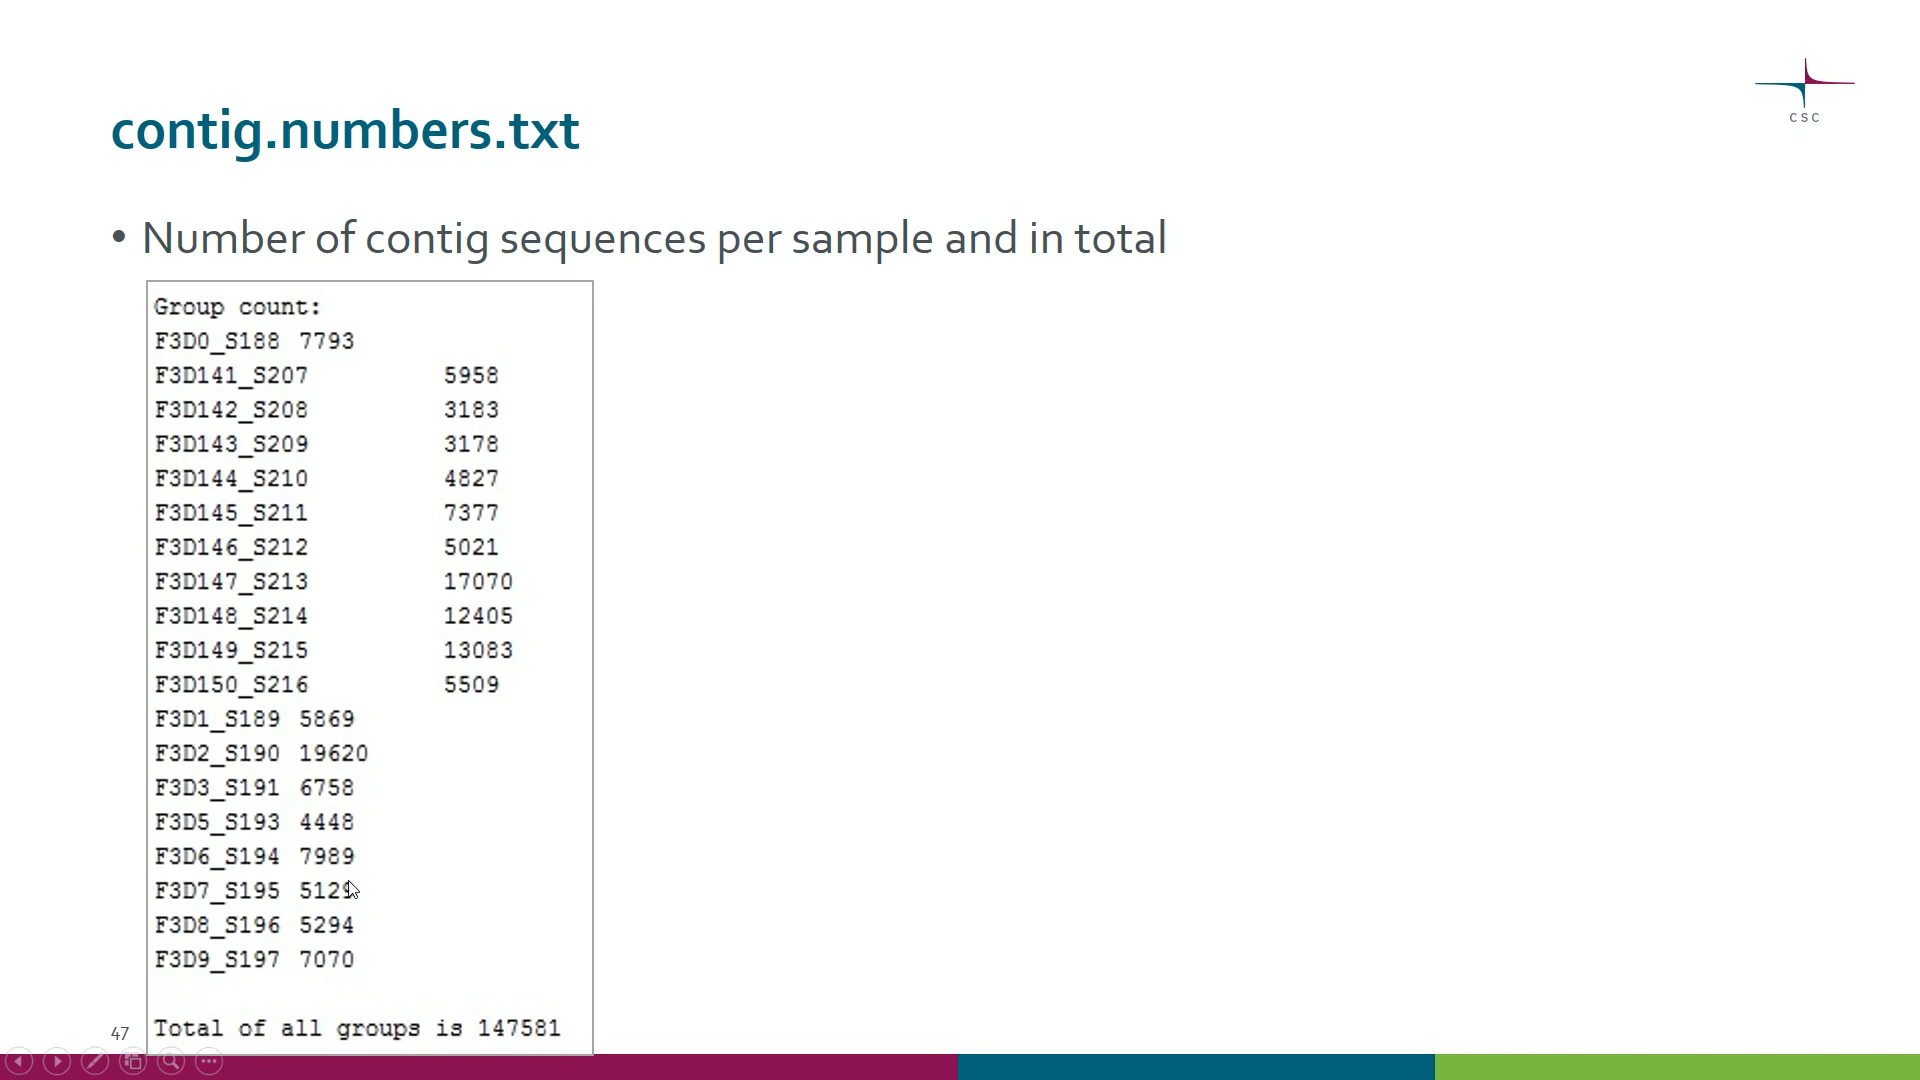 CSC
contig.numbers.txt
• Number of contig sequences per sample and in total
Group count:
F3D0_S188 7793
F3D141_S207 5958
F3D142_S208 3183
F3D143_S209 3178
F3D144_S210 4827
F3D145_S211 7377
F3D146_S212 5021
F3D147_S213 17070
F3D148_S214 12405
F3D149_S215 13083
F3D150_S216 5509
F3D1_S189 5869
F3D2_S190 19620
F3D3_S191 6758
F3D5_S193 4448
F3D6_S194 7989
F3D7_S195 5129
F3D8_S196 5294
F3D9_S197 7070
Total of all groups is 147581
47